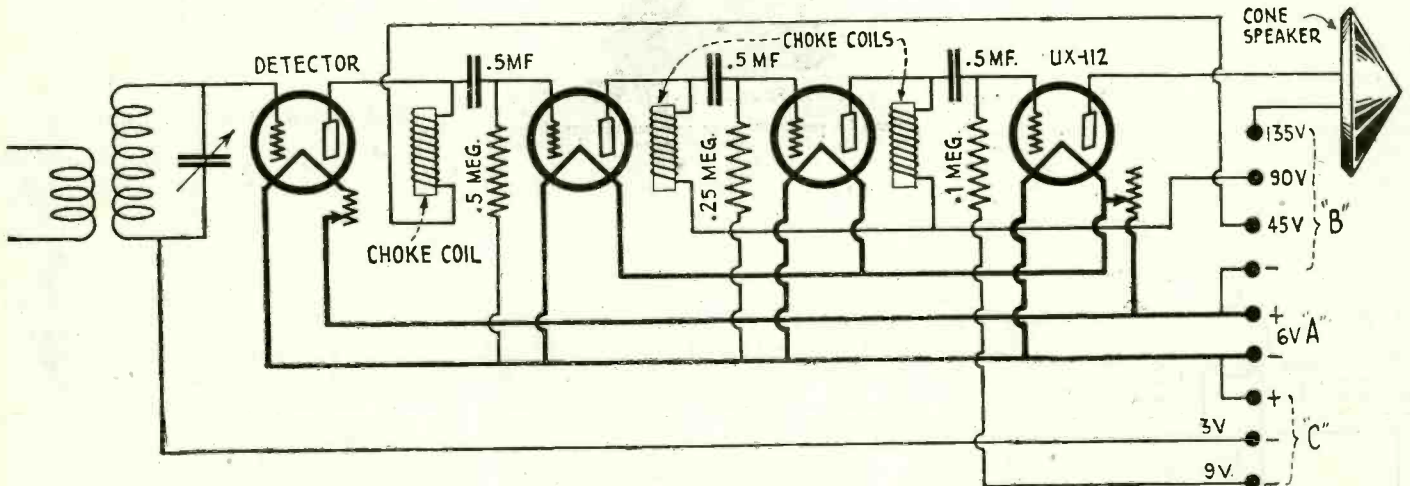 CONE
SPEAKER
DETECTOR
.5MF
CHOKE COILS
.5 MF
.5 MF.
UX-112
.5 MEG.
.25 MEG.
.1 MEG.
CHOKE COIL
135V
90V
45V
"B"
-
+
6V "A"
-
+
3V -
"C"
9V. -